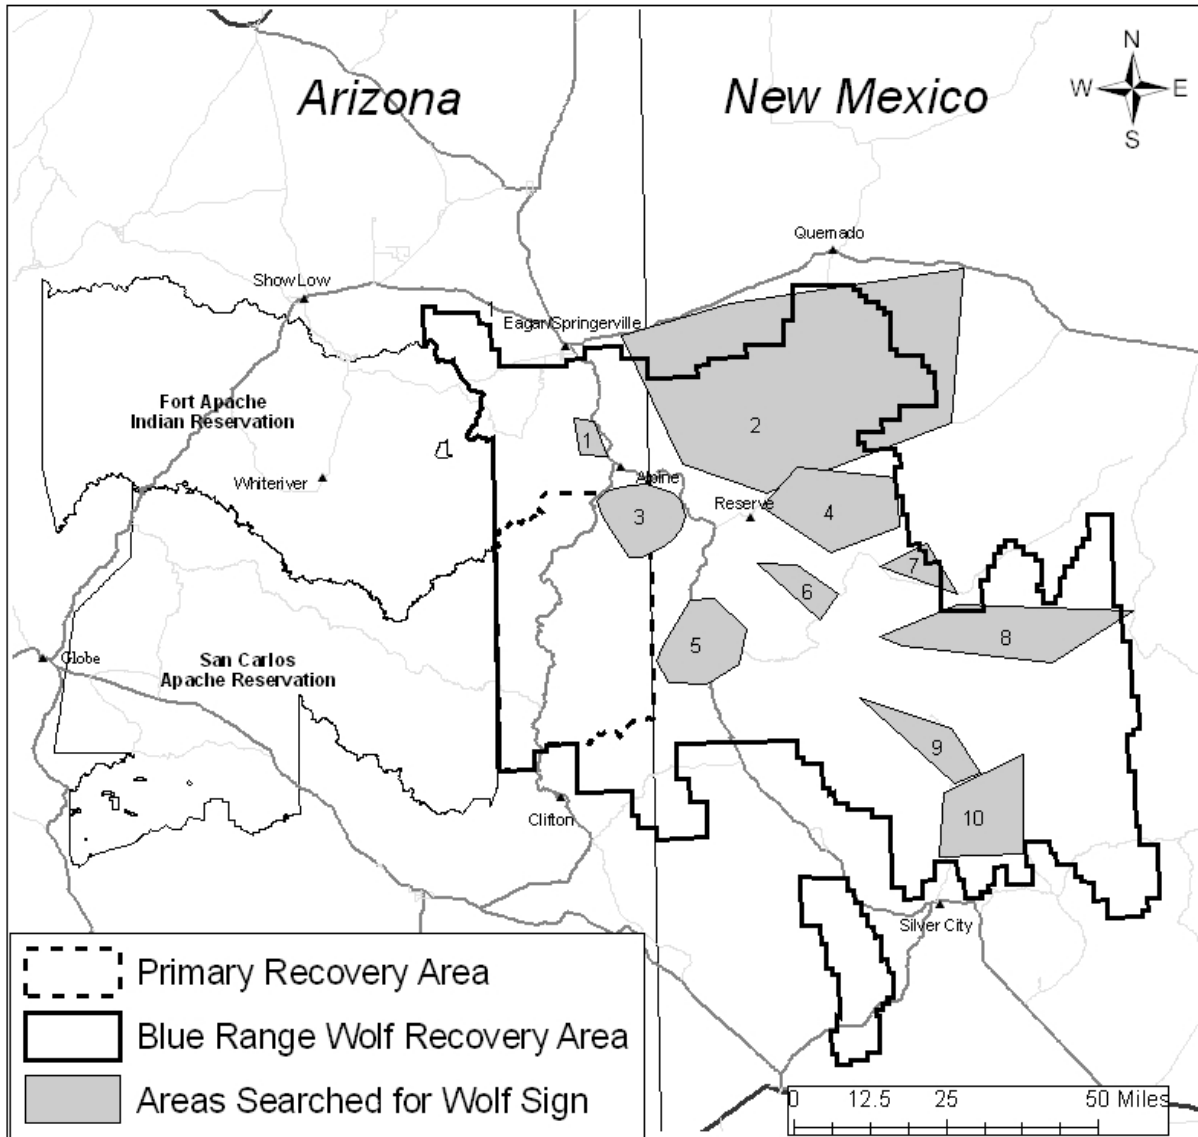 N
Arizona
New Mexico
W E
S
Quemado
Show Low
Eagar/Springerville
Fort Apache
Indian Reservation
1
2
Alpine
Whiteriver
Reserve
3
4
7
6
5
8
Globe
San Carlos
Apache Reservation
9
Clifton
10
Silver City
Primary Recovery Area
Blue Range Wolf Recovery Area
Areas Searched for Wolf Sign
0 12.5 25 50 Miles